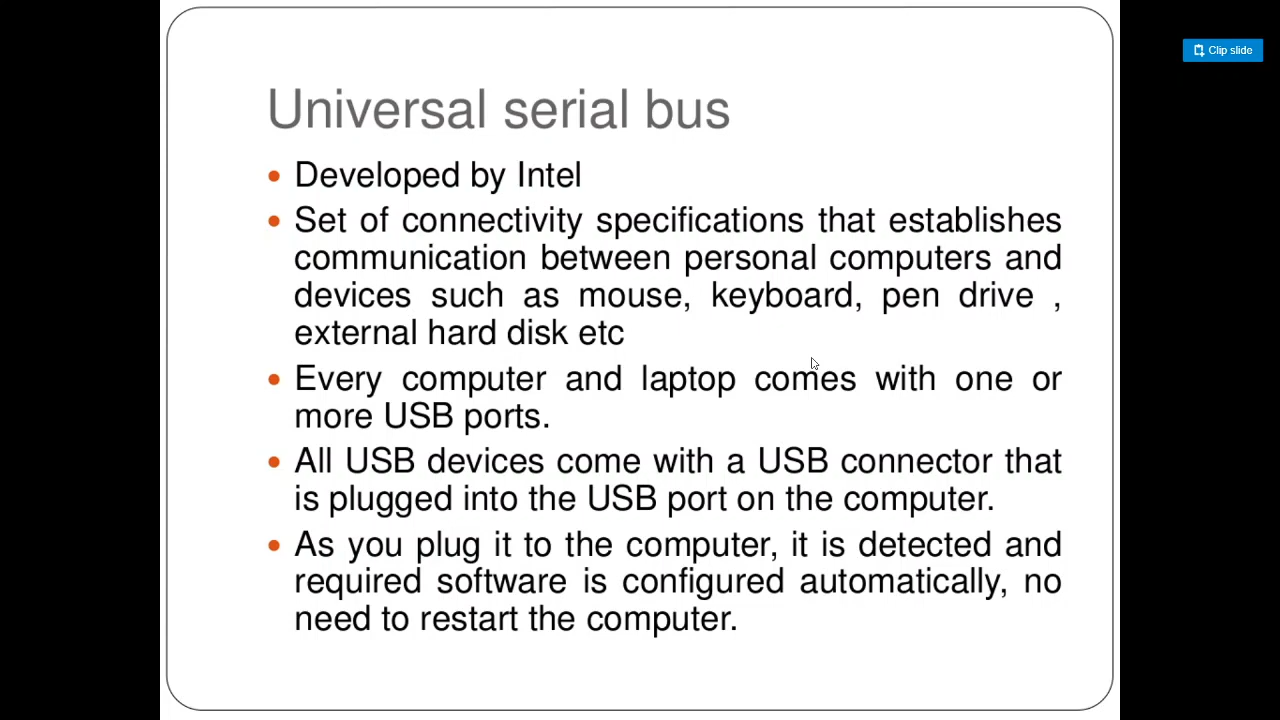 Clip slide
Universal serial bus
• Developed by Intel
• Set of connectivity specifications that establishes
communication between personal computers and
devices such as mouse, keyboard, pen drive ,
external hard disk etc
• Every computer and laptop comes with one or
more USB ports.
• All USB devices come with a USB connector that
is plugged into the USB port on the computer.
• As you plug it to the computer, it is detected and
required software is configured automatically, no
need to restart the computer.